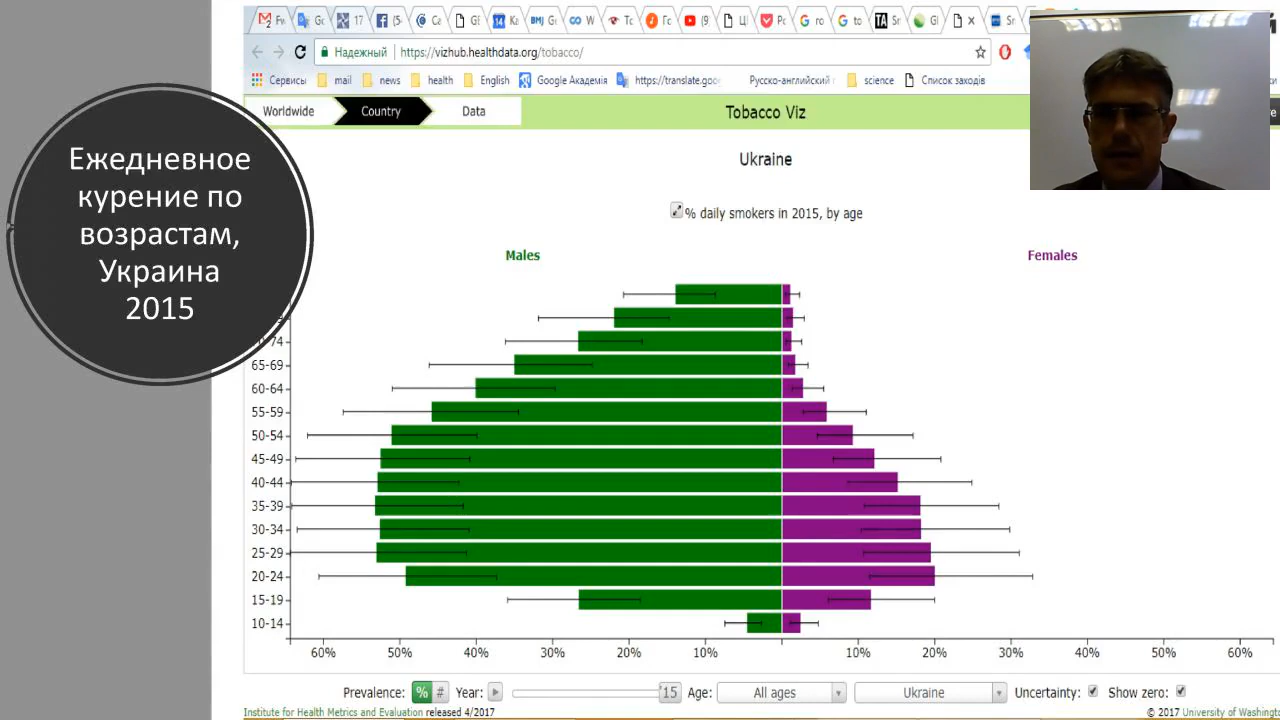 Ежедневное
курение по
возрастам,
Украина
2015
Надежный https://vizhub.healthdata.org/tobacco/
Сервисы mail news health English Google Академія https://translate.goo Русско-английский science Список заходів
Worldwide Country Data Tobacco Viz
Ukraine
% daily smokers in 2015, by age
Males Females
74
65-69
60-64
55-59
50-54
45-49
40-44
35-39
30-34
25-29
20-24
15-19
10-14
60% 50% 40% 30% 20% 10% 10% 20% 30% 40% 50% 60%
Prevalence: % # Year: '15 Age: All ages Ukraine Uncertainty: Show zero:
Institute for Health Metrics and Evaluation released 4/2017 © 2017 University of Washington